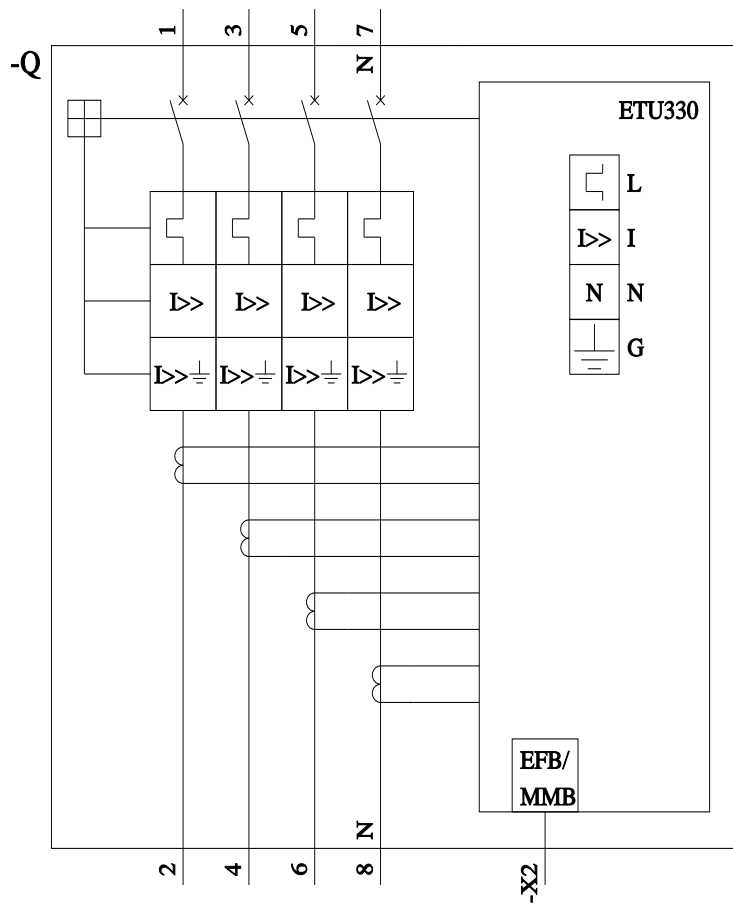 1 3 5 7
-Q
N
ETU330
L
I>> I
N N
G
I>> I>> I>> I>>
I>> I>> I>> I>>
EFB/
MMB
N
2 4 6 8
-X2